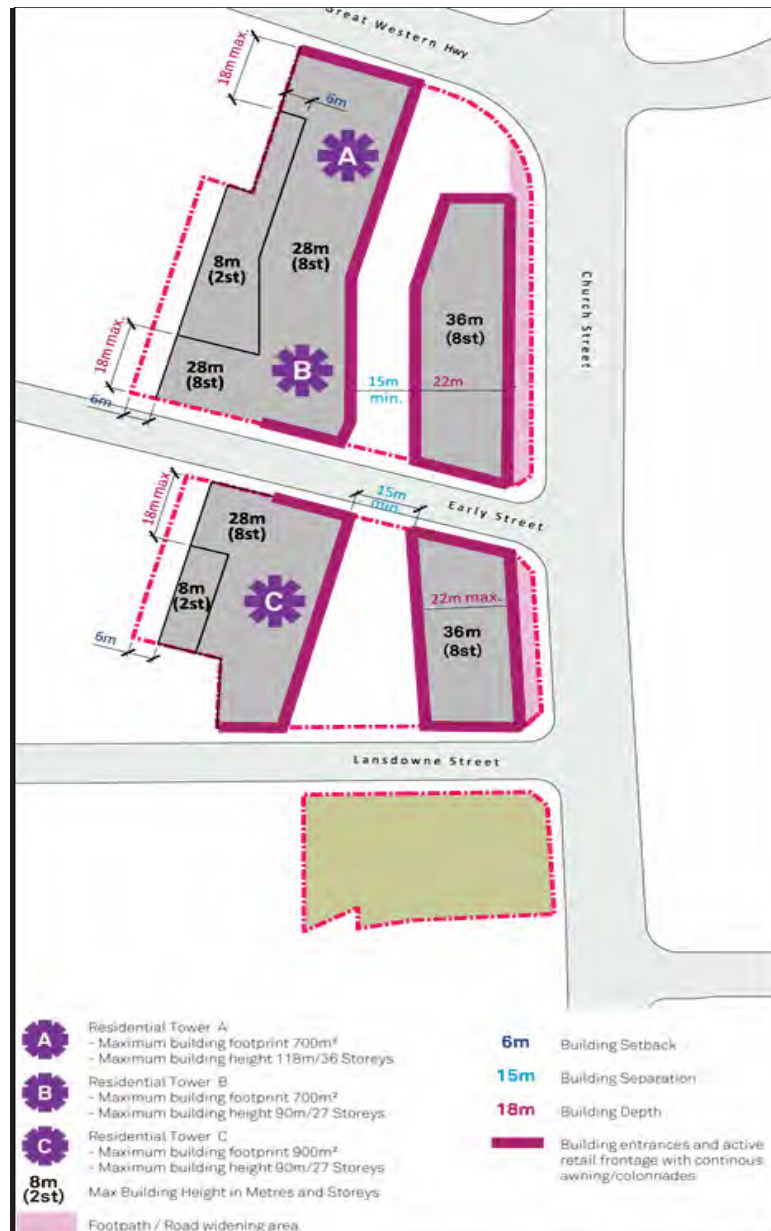 Great Western Hwy
18m max.
6m
A
8m
(2st)
28m
(8st)
36m
(8st)
Church Street
18m max.
28m
(8st)
B
15m
min.
22m
6m
15m
min.
Early Street
18m max.
28m
(8st)
8m
(2st)
C
22m max.
36m
(8st)
6m
Lansdowne Street
A
Residential Tower A
- Maximum building footprint 700m²
- Maximum building height 118m/36 Storeys
B
Residential Tower B
- Maximum building footprint 700m²
- Maximum building height 90m/27 Storeys
C
Residential Tower C
- Maximum building footprint 900m²
- Maximum building height 90m/27 Storeys
8m
(2st)
Max Building Height in Metres and Storeys
Footpath / Road widening area
6m Building Setback
15m Building Separation
18m Building Depth
Building entrances and active
retail frontage with continous
awning/colonnades